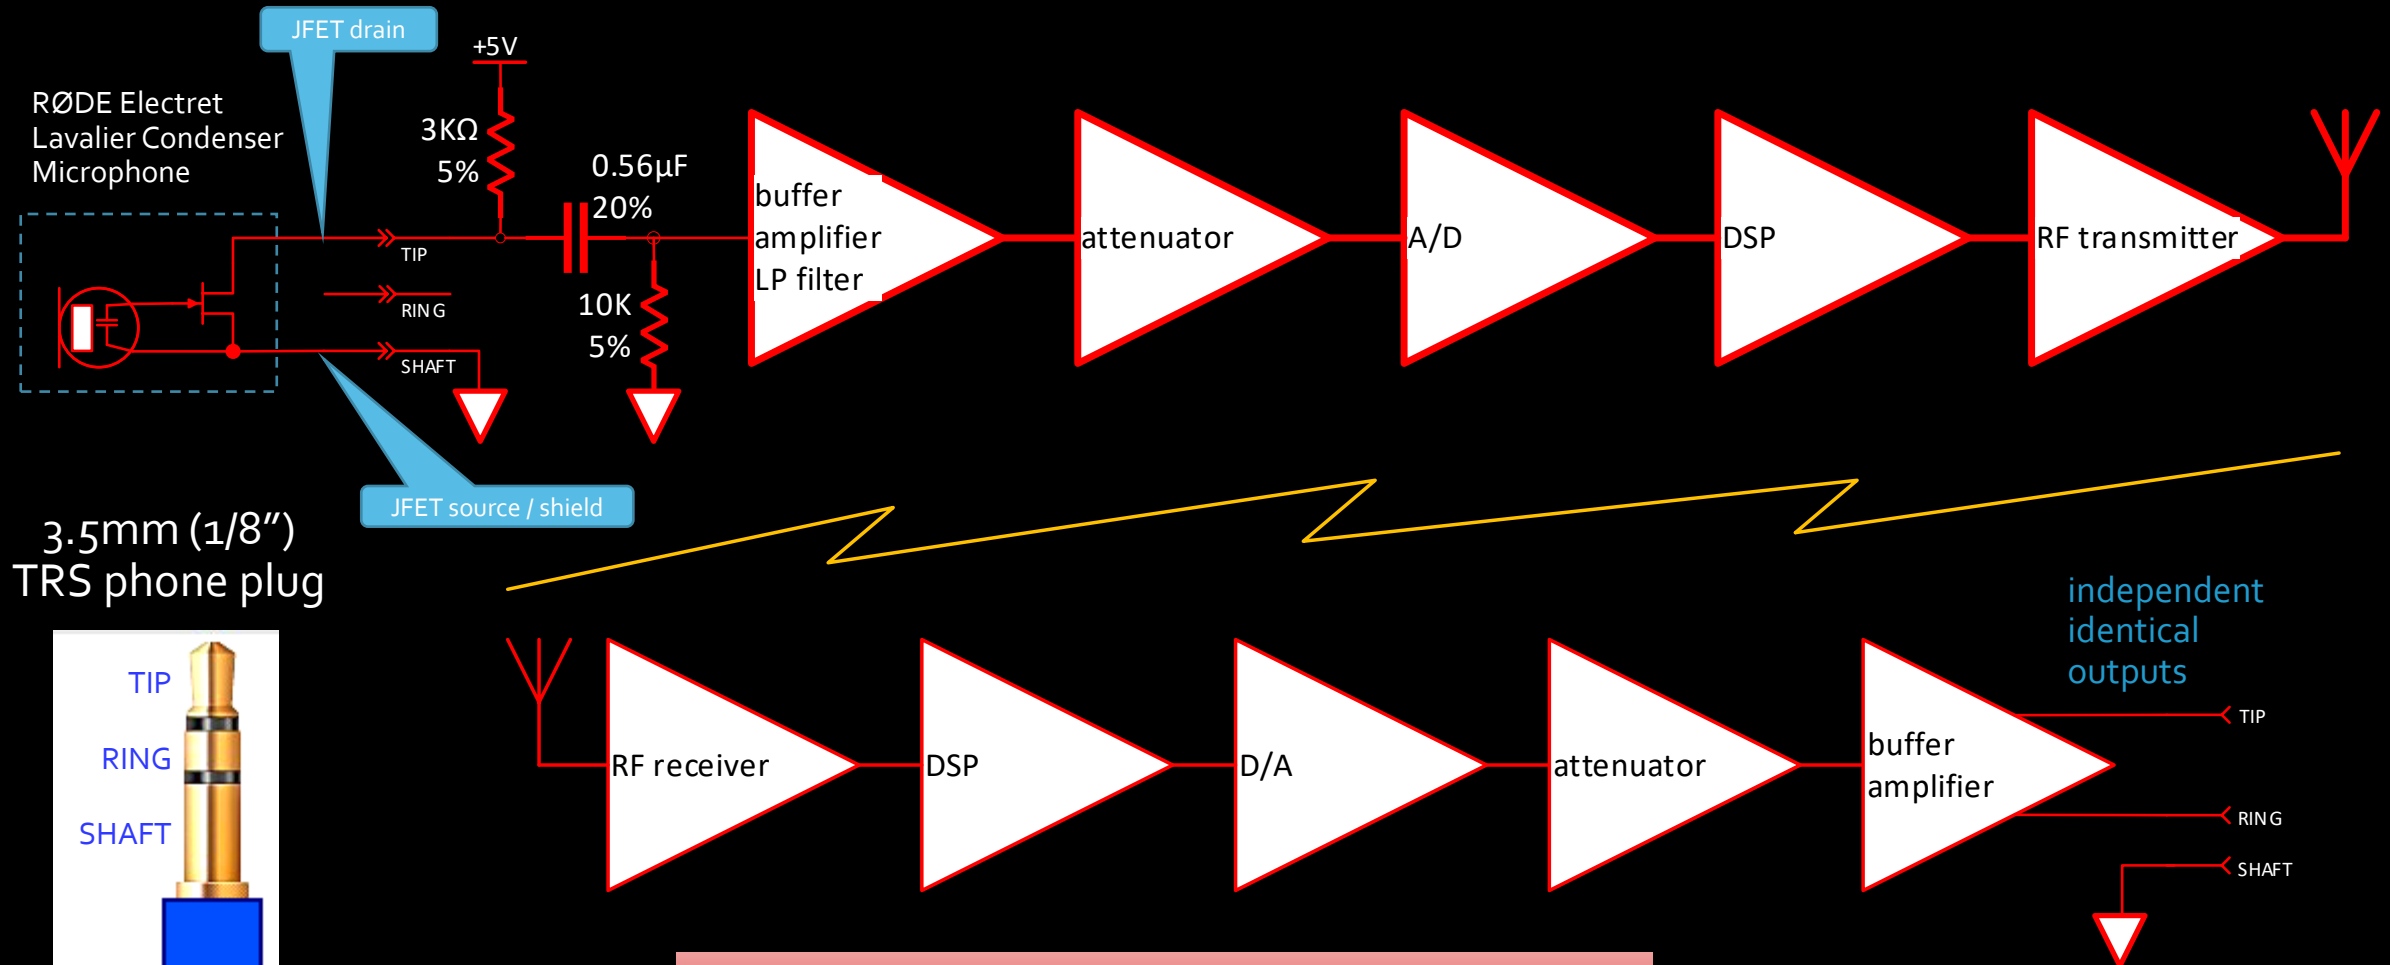 JFET drain
+5V
RØDE Electret
Lavalier Condenser
Microphone
3KΩ
5%
0.56µF
20%
TIP
RING
SHAFT
10K
5%
buffer
amplifier
LP filter
attenuator
A/D
DSP
RF transmitter
JFET source / shield
3.5mm (1/8")
TRS phone plug
TIP
RING
SHAFT
RF receiver
DSP
D/A
attenuator
buffer
amplifier
independent
identical
outputs
TIP
RING
SHAFT